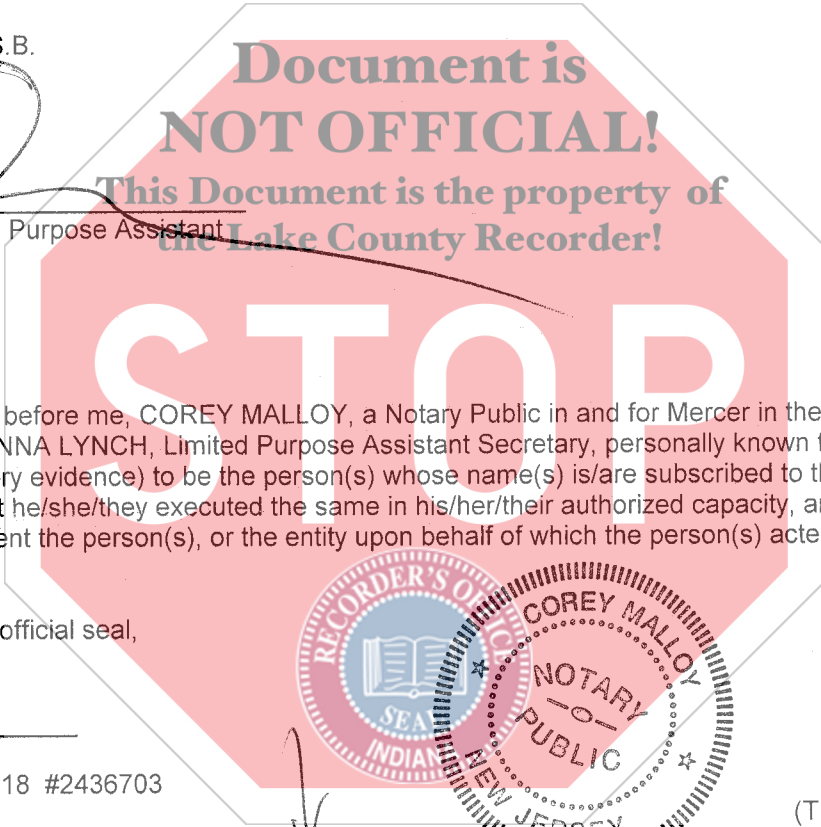 S.B.
Document is
NOT OFFICIAL!
This Document is the property of
the Lake County Recorder!
Purpose Assistant
STOP
before me, COREY MALLOY, a Notary Public in and for Mercer in the
NNA LYNCH, Limited Purpose Assistant Secretary, personally known
ry evidence) to be the person(s) whose name(s) is/are subscribed to
he/she/they executed the same in his/her/their authorized capacity,
ent the person(s), or the entity upon behalf of which the person(s) acte
official seal,
RECORDER'S OFFICE
SEAL
INDIANA
COREY MALLOY
NOTARY
PUBLIC
NEW JERSEY
18 #2436703
(T